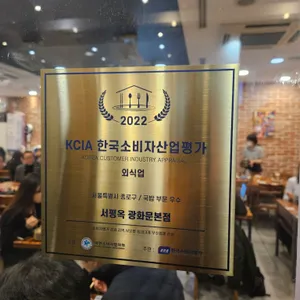 2022
KCIA 한국소비자산업평가
KOREA CUSTOMER INDUSTRY APPRAISAL
외식업
서울특별시 종로구 / 국밥 부문 우수
서평옥 광화문본점